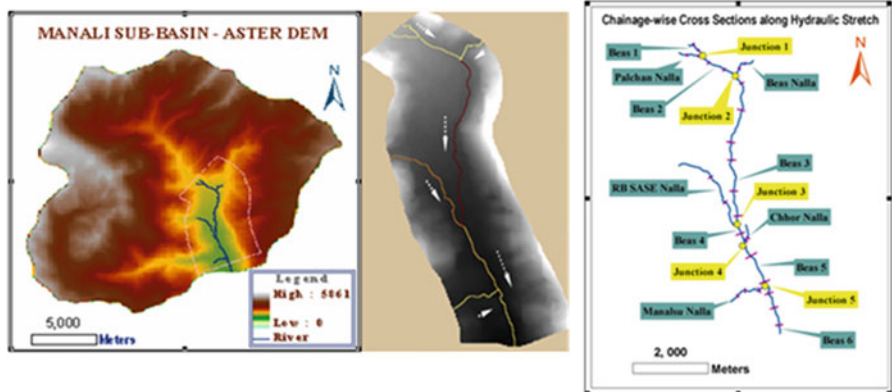 MANALI SUB-BASIN - ASTER DEM
N
Legend
High : 5861
Low : 0
River
5,000
Meters
Chainage-wise Cross Sections along Hydraulic Stretch
Beas 1
Junction 1
N
Palchan Nalla
Beas Nalla
Beas 2
Junction 2
Beas 3
RB SASE Nalla
Junction 3
Chhor Nalla
Beas 4
Junction 4
Beas 5
Junction 5
Manalsu Nalla
Beas 6
2, 000
Meters